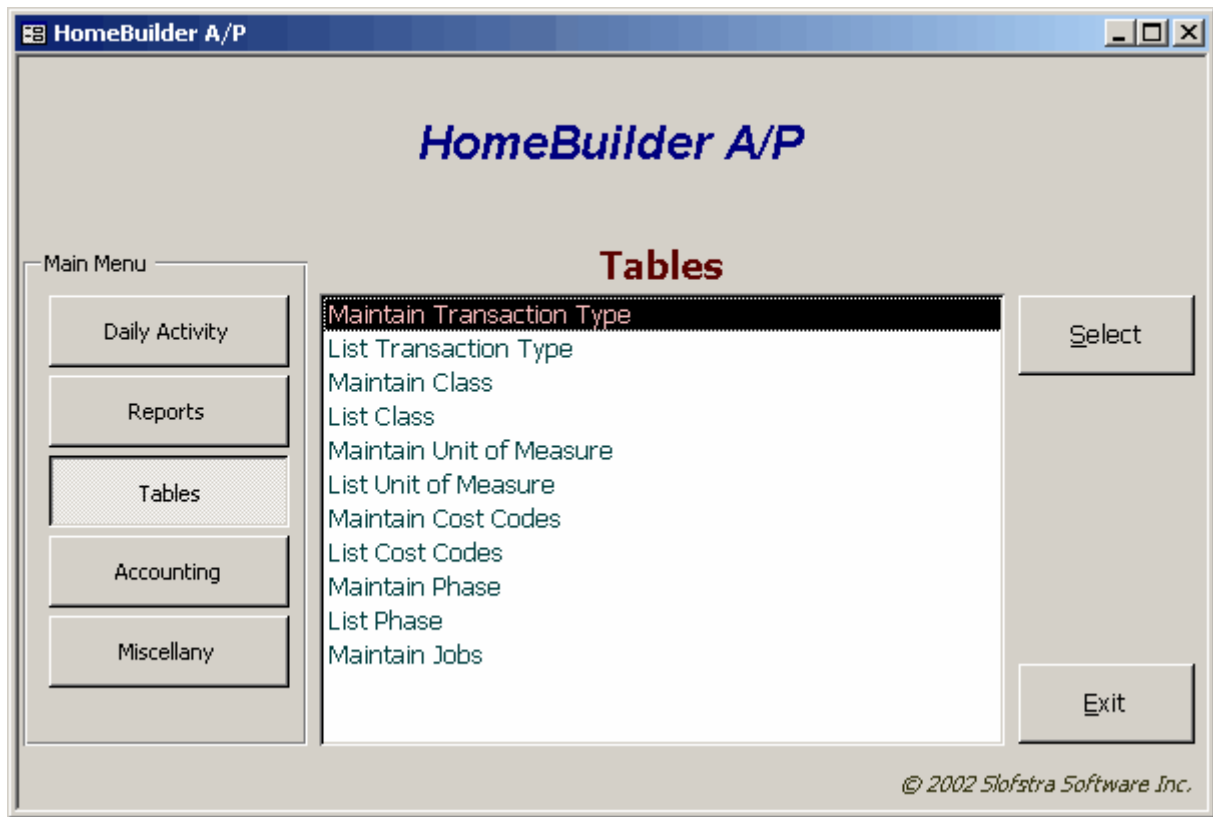 HomeBuilder A/P
HomeBuilder A/P
Main Menu
Daily Activity
Reports
Tables
Accounting
Miscellany
Tables
Maintain Transaction Type
List Transaction Type
Maintain Class
List Class
Maintain Unit of Measure
List Unit of Measure
Maintain Cost Codes
List Cost Codes
Maintain Phase
List Phase
Maintain Jobs
Select
Exit
© 2002 Slofstra Software Inc.